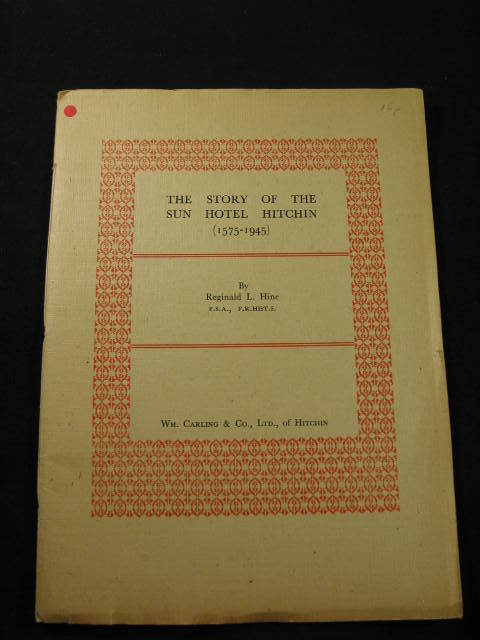 THE STORY OF THE
SUN HOTEL HITCHIN
(1575-1945)
By
Reginald L. Hine
F.S.A., F.R.HIST.S.
WM. CARLING & CO., LTD., OF HITCHIN